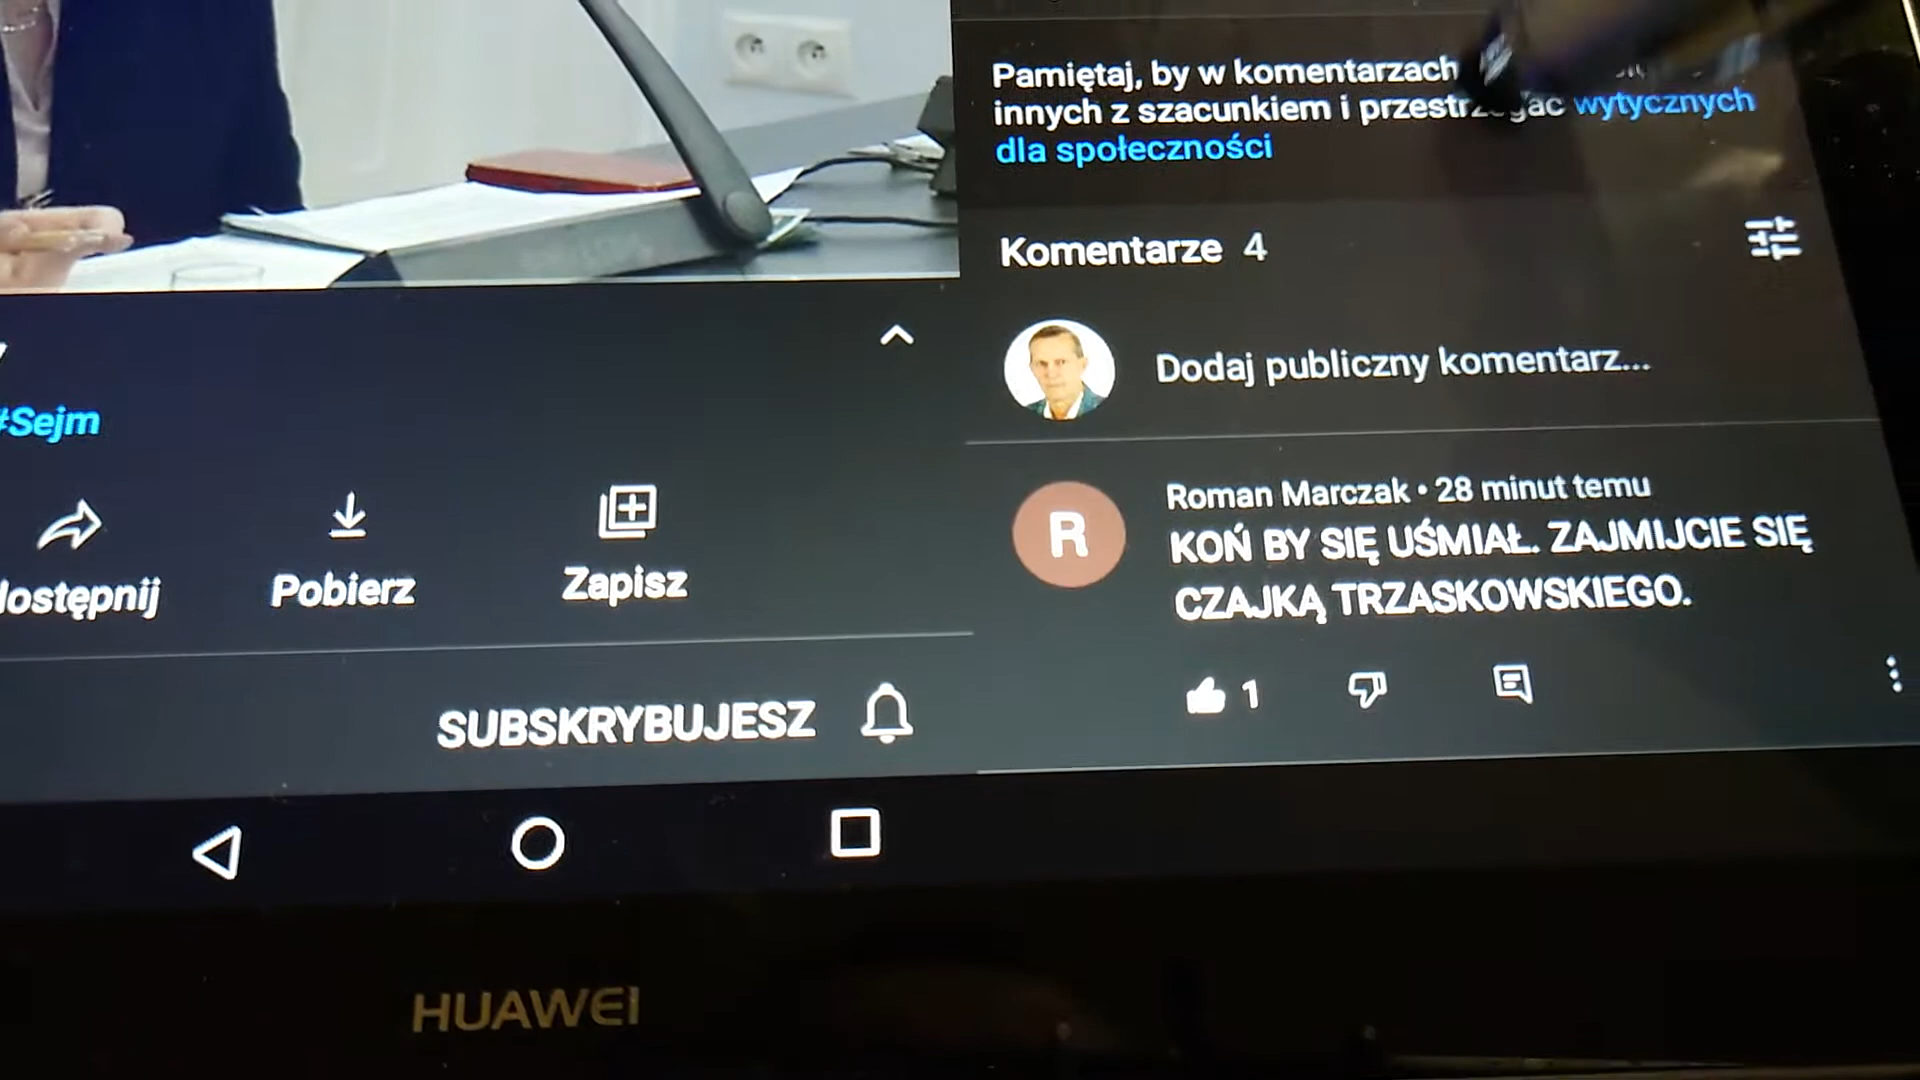 Pamiętaj, by w komentarzach
innych z szacunkiem i wytycznych
dla społeczności
Komentarze 4
Dodaj publiczny komentarz...
#Sejm
Roman Marczak • 28 minut temu
R
KOŃ BY SIĘ UŚMIAŁ. ZAJMIJCIE SIĘ
CZAJKĄ TRZASKOWSKIEGO.
dostępnij
Pobierz
Zapisz
1
SUBSKRYBUJESZ
HUAWEI